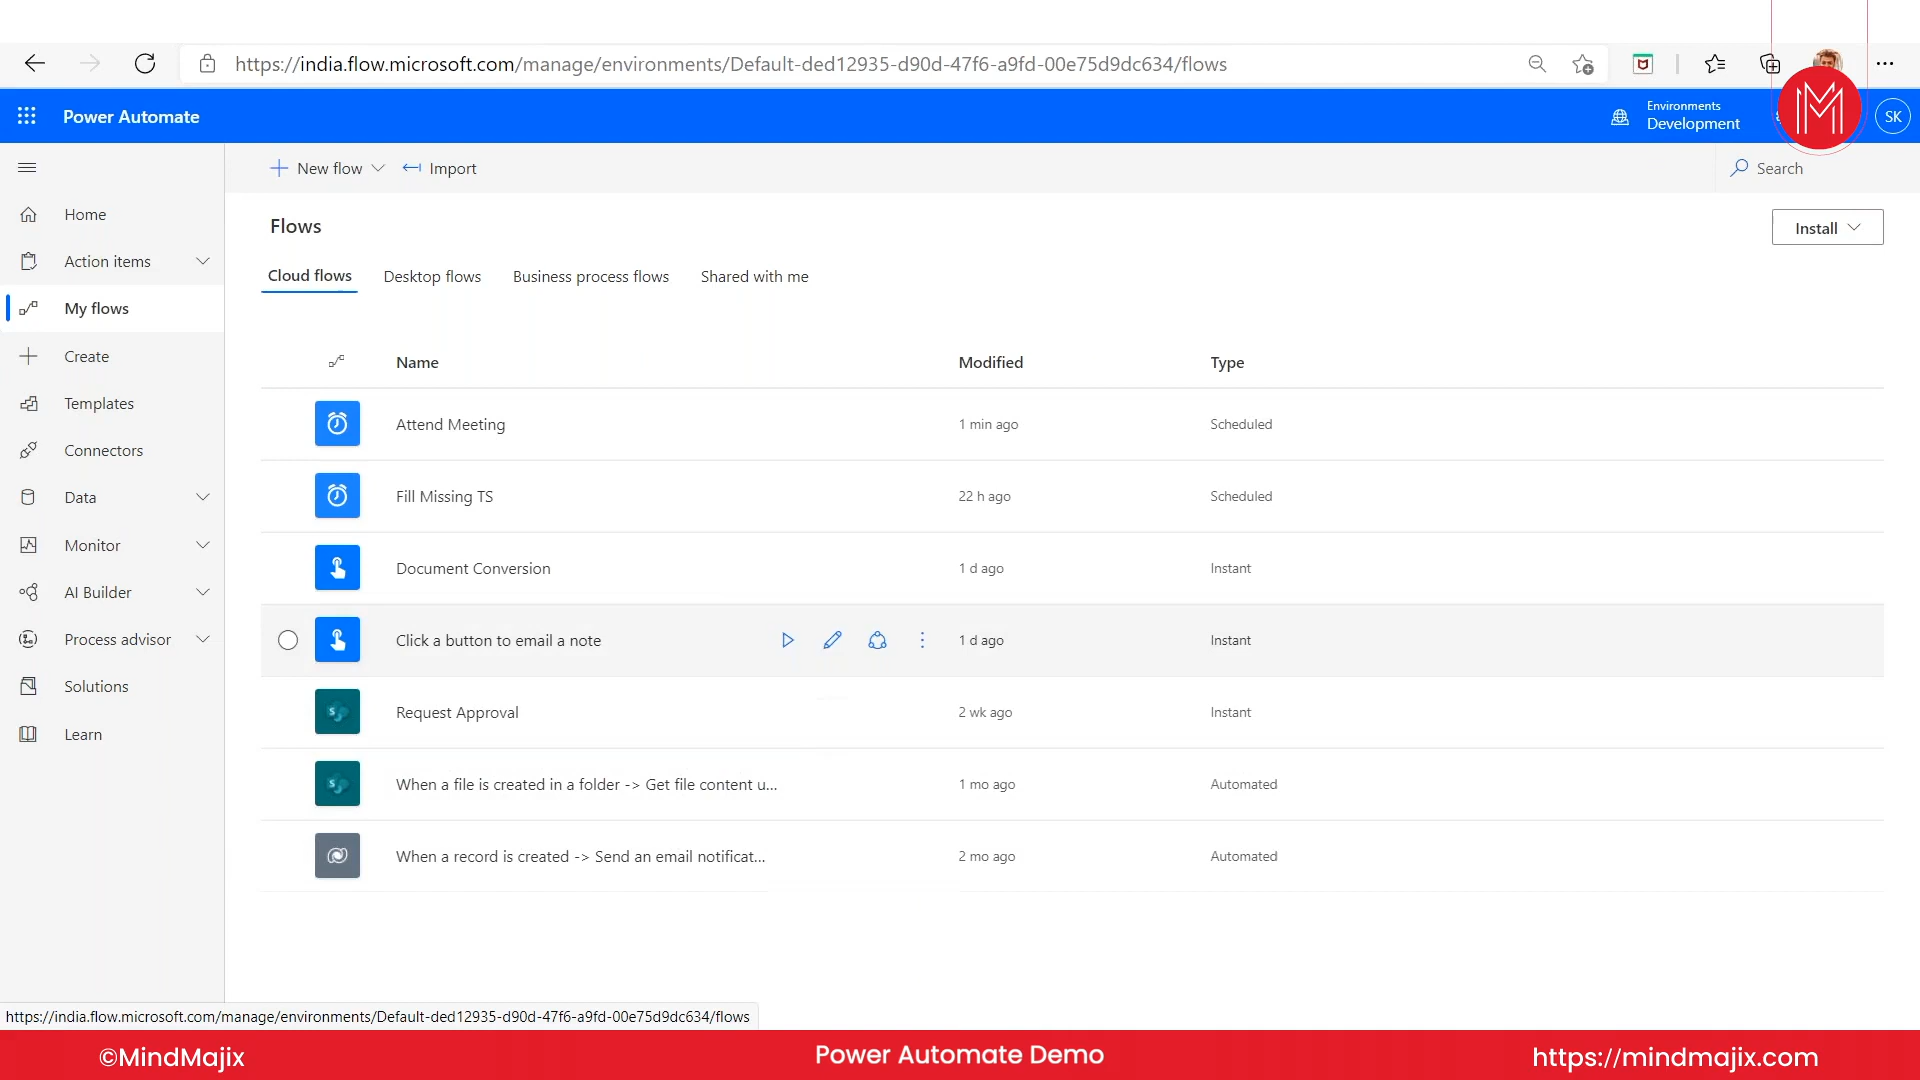 https://india.flow.microsoft.com/manage/environments/Default-ded12935-d90d-47f6-a9fd-00e75d9dc634/flows
Power Automate
Environments
Development
SK
New flow
Import
Search
Home
Action items
My flows
Create
Templates
Connectors
Data
Monitor
AI Builder
Process advisor
Solutions
Learn
Flows
Install
Cloud flows Desktop flows Business process flows Shared with me
Name Modified Type
Attend Meeting 1 min ago Scheduled
Fill Missing TS 22 h ago Scheduled
Document Conversion 1 d ago Instant
Click a button to email a note 1 d ago Instant
Request Approval 2 wk ago Instant
When a file is created in a folder -> Get file content u... 1 mo ago Automated
When a record is created -> Send an email notificat... 2 mo ago Automated
https://india.flow.microsoft.com/manage/environments/Default-ded12935-d90d-47f6-a9fd-00e75d9dc634/flows
©MindMajix Power Automate Demo https://mindmajix.com